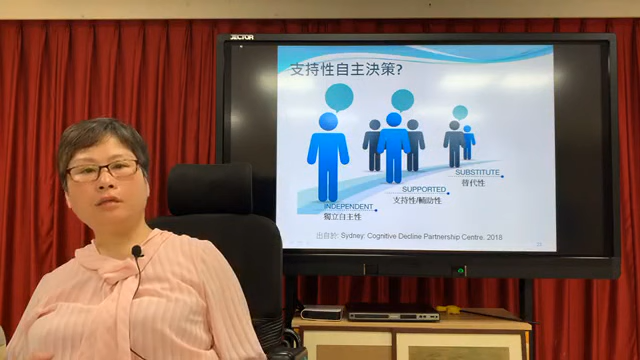 VECTOR
支持性自主決策?
SUBSTITUTE
替代性
SUPPORTED
支持性/輔助性
INDEPENDENT
獨立自主性
出自於: Sydney: Cognitive Decline Partnership Centre. 2018